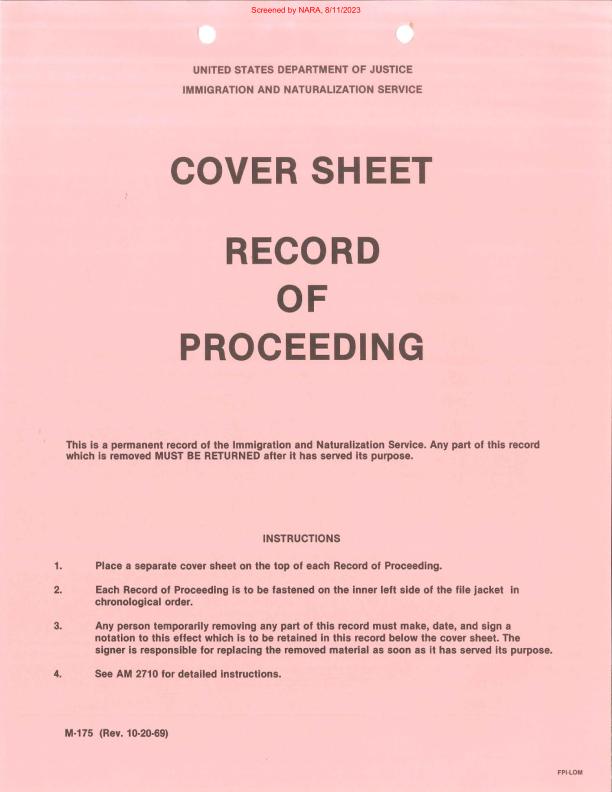 Screened by NARA, 8/11/2023
UNITED STATES DEPARTMENT OF JUSTICE
IMMIGRATION AND NATURALIZATION SERVICE
COVER SHEET
RECORD
OF
PROCEEDING
This is a permanent record of the Immigration and Naturalization Service. Any part of this record
which is removed MUST BE RETURNED after it has served its purpose.
INSTRUCTIONS
1. Place a separate cover sheet on the top of each Record of Proceeding.
2. Each Record of Proceeding is to be fastened on the inner left side of the file jacket in
chronological order.
3. Any person temporarily removing any part of this record must make, date, and sign a
notation to this effect which is to be retained in this record below the cover sheet. The
signer is responsible for replacing the removed material as soon as it has served its purpose.
4. See AM 2710 for detailed instructions.
M-175 (Rev. 10-20-69)
FPI-LOM